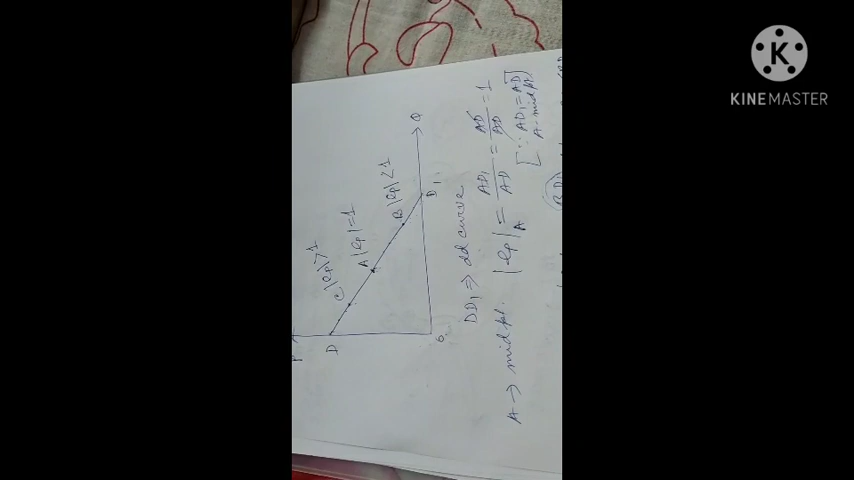 P
C |ep| > 1
A |ep| = 1
B |ep| < 1
D
D1
Q
O
DD1 ⇒ dd curve
A → mid pt. |ep|A = AD1/AD = AD/AD = 1
[∵ AD1 = AD
A - mid pt]
K
KINEMASTER